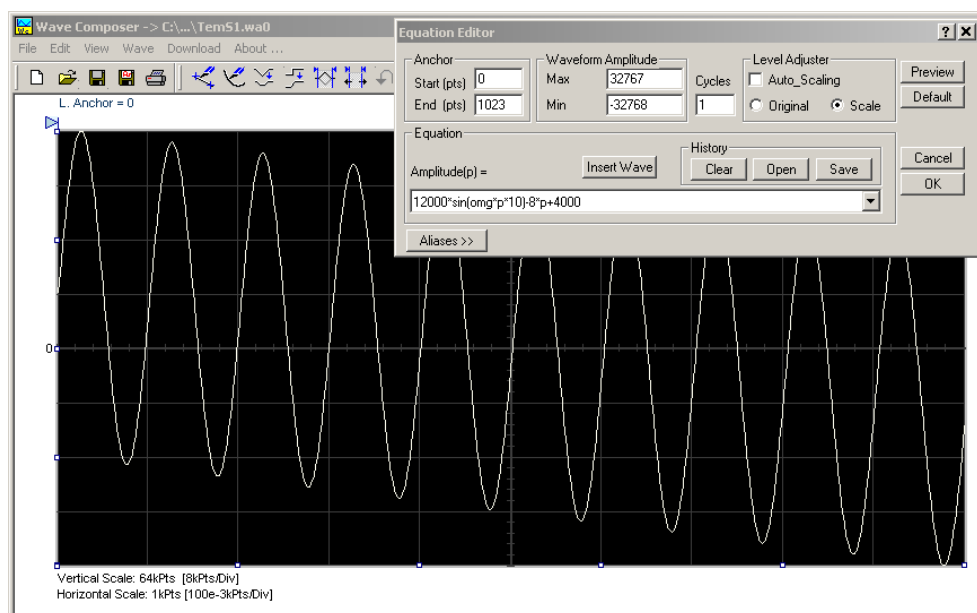 Wave Composer -> C:\...\TemS1.wa0
File Edit View Wave Download About ...
L. Anchor = 0
0
Vertical Scale: 64kPts [8kPts/Div]
Horizontal Scale: 1kPts [100e-3kPts/Div]
Equation Editor
Anchor
Start (pts) 0
End (pts) 1023
Waveform Amplitude
Max 32767
Min -32768
Cycles
1
Level Adjuster
Auto_Scaling
Original Scale
Preview
Default
Cancel
OK
Equation
Amplitude(p) =
Insert Wave
History
Clear Open Save
12000*sin(omg*p*10)-8*p+4000
Aliases >>